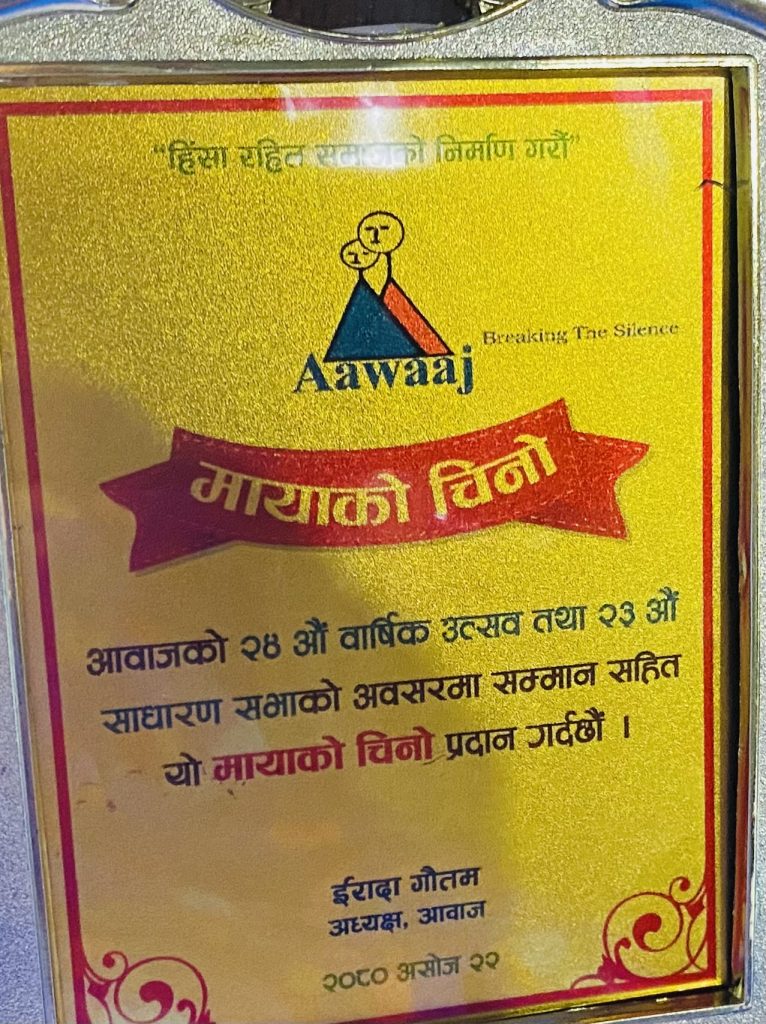 “हिंसा रहित समाजको निर्माण गरौं”
Breaking The Silence
Aawaaj
मायाको चिनो
आवाजको २४ औं वार्षिक उत्सव तथा २३ औं
साधारण सभाको अवसरमा सम्मान सहित
यो मायाको चिनो प्रदान गर्दछौं ।
ईरादा गौतम
अध्यक्ष, आवाज
२०८० असोज २२